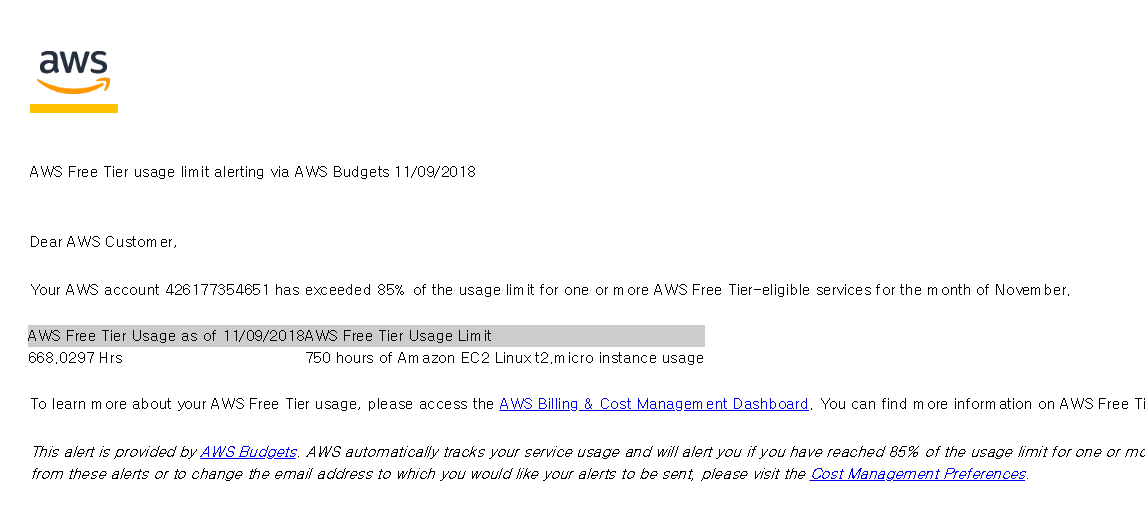 aws
AWS Free Tier usage limit alerting via AWS Budgets 11/09/2018
Dear AWS Customer,
Your AWS account 426177354651 has exceeded 85% of the usage limit for one or more AWS Free Tier-eligible services for the month of November.
AWS Free Tier Usage as of 11/09/2018 AWS Free Tier Usage Limit
668.0297 Hrs 750 hours of Amazon EC2 Linux t2.micro instance usage
To learn more about your AWS Free Tier usage, please access the AWS Billing & Cost Management Dashboard. You can find more information on AWS Free Ti
This alert is provided by AWS Budgets. AWS automatically tracks your service usage and will alert you if you have reached 85% of the usage limit for one or mo
from these alerts or to change the email address to which you would like your alerts to be sent, please visit the Cost Management Preferences.